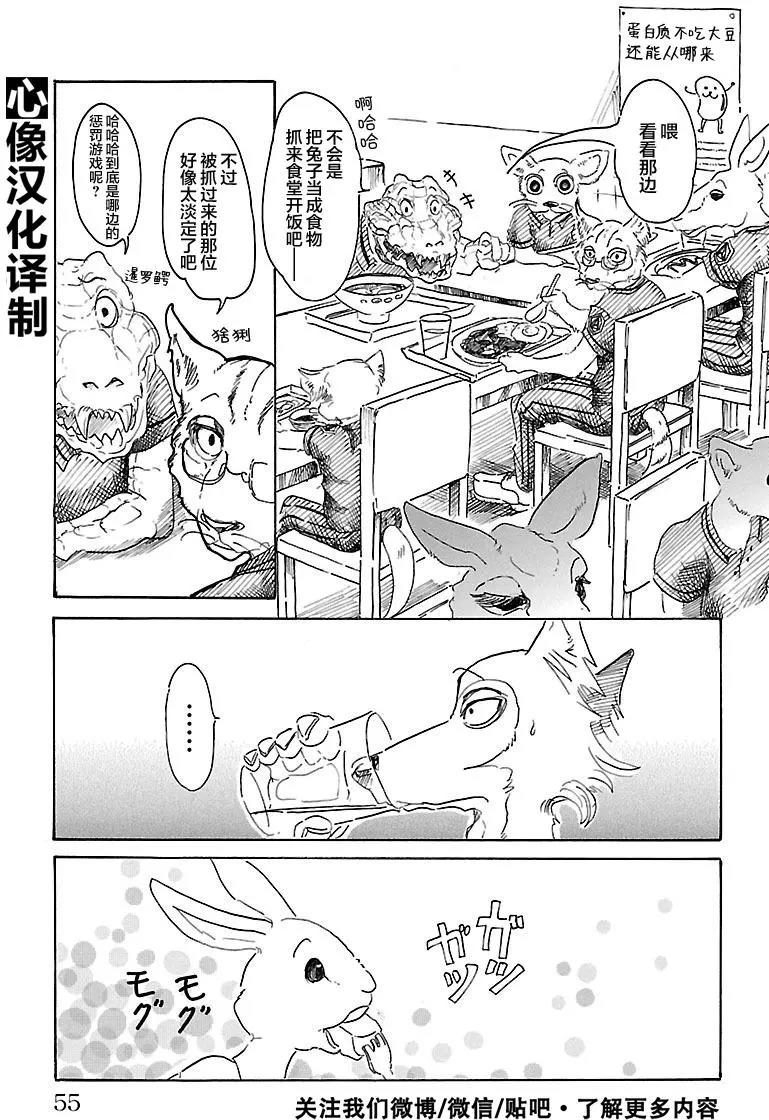 蛋白质不吃大豆
还能从哪来
喂
看看那边
啊哈哈
不会是
把兔子当成食物
抓来食堂开饭吧——
キキ
不过
被抓过来的那位
好像太淡定了吧
猞猁
哈哈哈到底是哪边的
惩罚游戏呢？
暹罗鳄
心像汉化译制
……
ガツ
ガツ
モグ
モグ
55
关注我们微博/微信/贴吧·了解更多内容